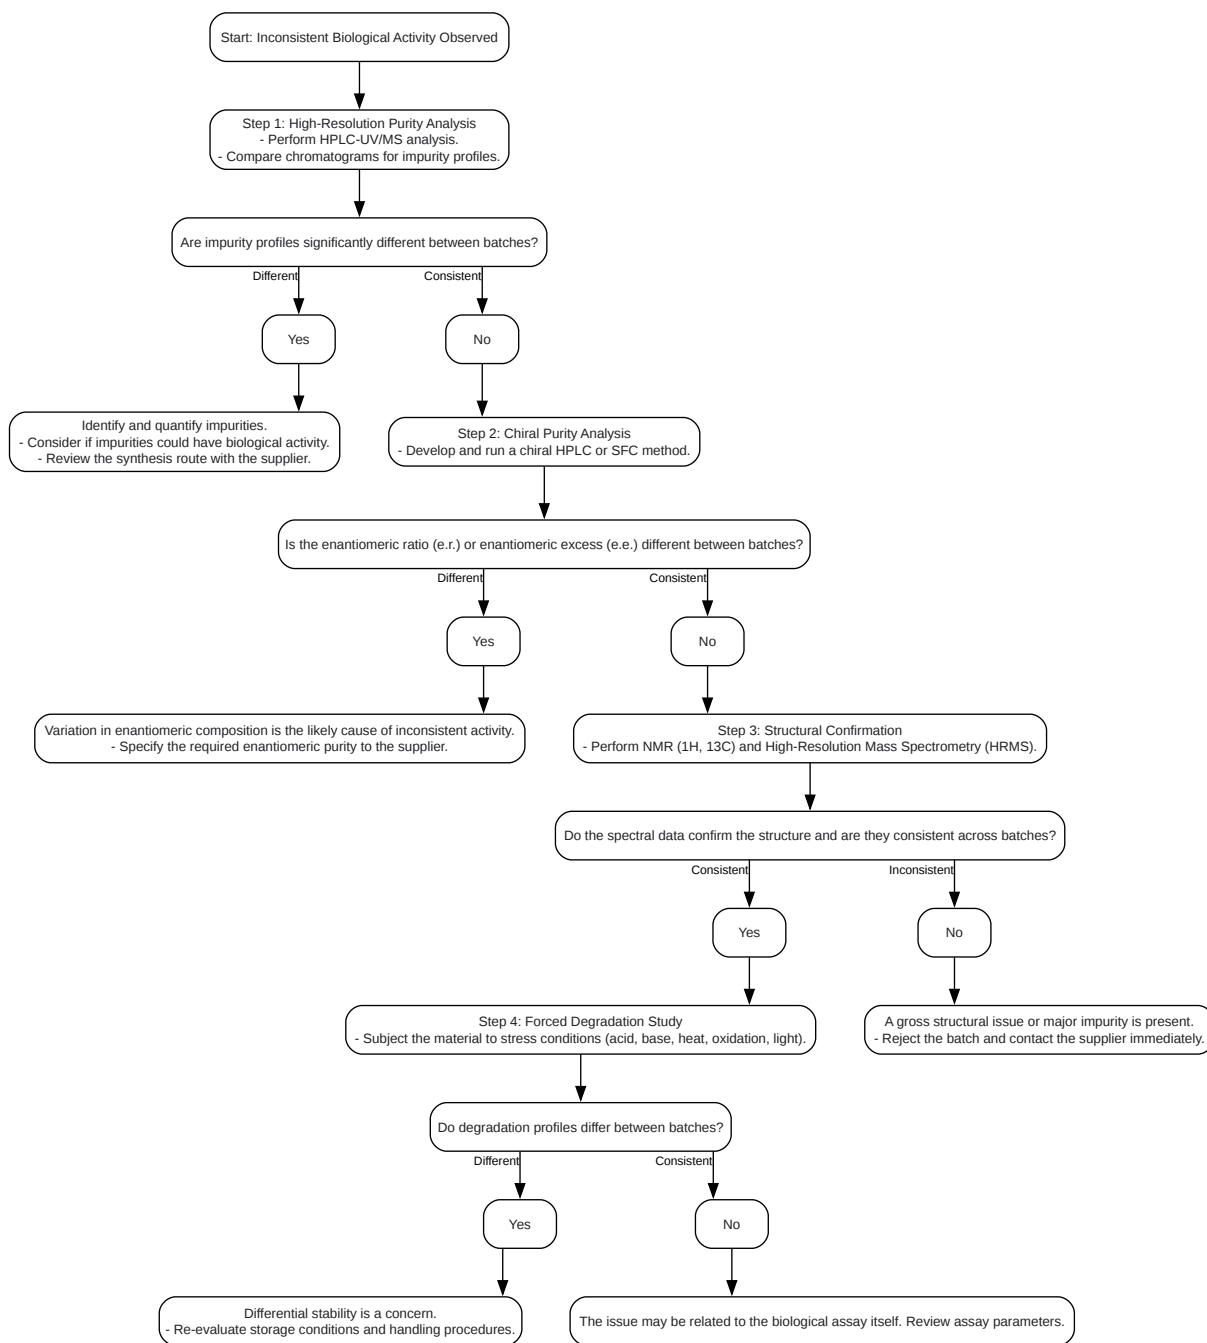 Start: Inconsistent Biological Activity Observed
Step 1: High-Resolution Purity Analysis
- Perform HPLC-UV/MS analysis.
- Compare chromatograms for impurity profiles.
Are impurity profiles significantly different between batches?
Different
Consistent
Yes
No
Identify and quantify impurities.
- Consider if impurities could have biological activity.
- Review the synthesis route with the supplier.
Step 2: Chiral Purity Analysis
- Develop and run a chiral HPLC or SFC method.
Is the enantiomeric ratio (e.r.) or enantiomeric excess (e.e.) different between batches?
Different
Consistent
Yes
No
Variation in enantiomeric composition is the likely cause of inconsistent activity.
- Specify the required enantiomeric purity to the supplier.
Step 3: Structural Confirmation
- Perform NMR (1H, 13C) and High-Resolution Mass Spectrometry (HRMS).
Do the spectral data confirm the structure and are they consistent across batches?
Consistent
Inconsistent
Yes
No
Step 4: Forced Degradation Study
- Subject the material to stress conditions (acid, base, heat, oxidation, light).
A gross structural issue or major impurity is present.
- Reject the batch and contact the supplier immediately.
Do degradation profiles differ between batches?
Different
Consistent
Yes
No
Differential stability is a concern.
- Re-evaluate storage conditions and handling procedures.
The issue may be related to the biological assay itself. Review assay parameters.